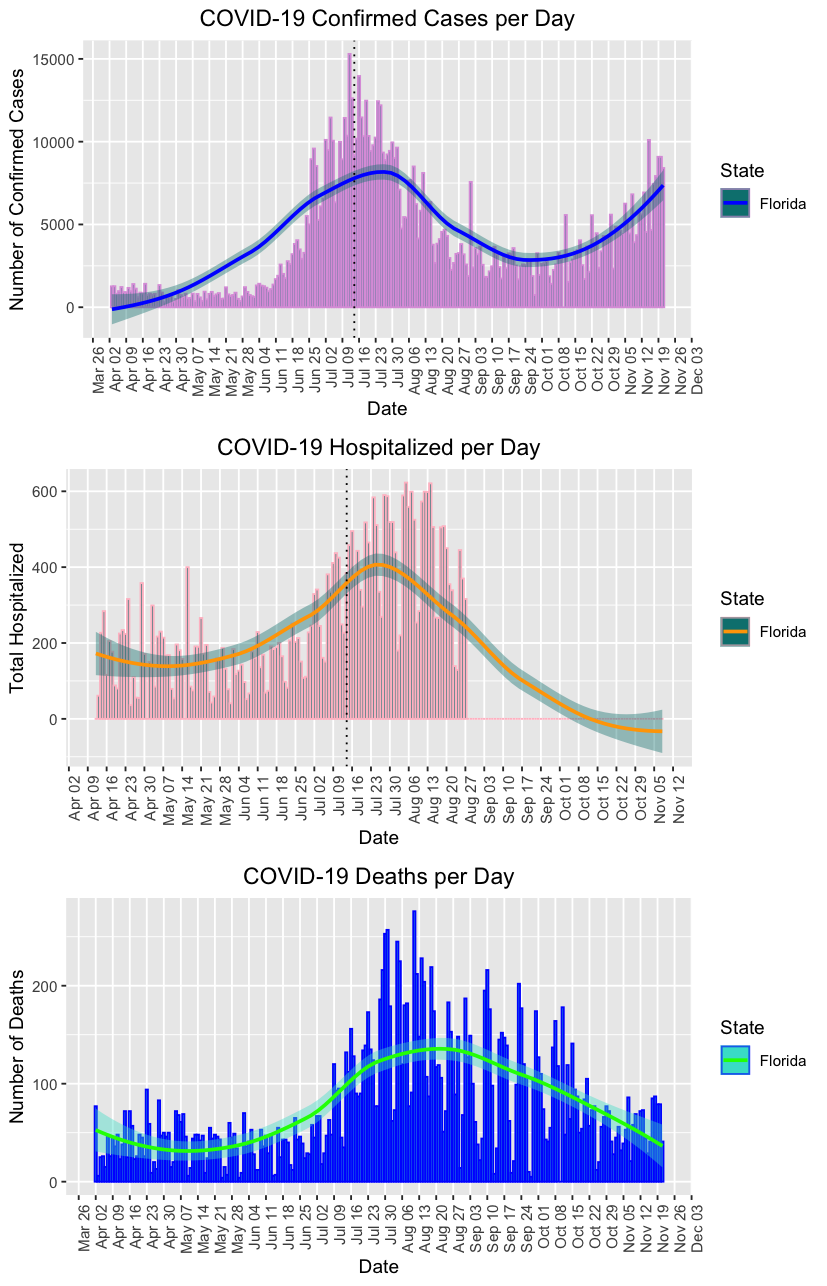 COVID-19 Confirmed Cases per Day
Number of Confirmed Cases
15000
10000
5000
0
Mar 26
Apr 02
Apr 09
Apr 16
Apr 23
Apr 30
May 07
May 14
May 21
May 28
Jun 04
Jun 11
Jun 18
Jun 25
Jul 02
Jul 09
Jul 16
Jul 23
Jul 30
Aug 06
Aug 13
Aug 20
Aug 27
Sep 03
Sep 10
Sep 17
Sep 24
Oct 01
Oct 08
Oct 15
Oct 22
Oct 29
Nov 05
Nov 12
Nov 19
Nov 26
Dec 03
Date
State
Florida
COVID-19 Hospitalized per Day
Total Hospitalized
600
400
200
0
Apr 02
Apr 09
Apr 16
Apr 23
Apr 30
May 07
May 14
May 21
May 28
Jun 04
Jun 11
Jun 18
Jun 25
Jul 02
Jul 09
Jul 16
Jul 23
Jul 30
Aug 06
Aug 13
Aug 20
Aug 27
Sep 03
Sep 10
Sep 17
Sep 24
Oct 01
Oct 08
Oct 15
Oct 22
Oct 29
Nov 05
Nov 12
Date
State
Florida
COVID-19 Deaths per Day
Number of Deaths
200
100
0
Mar 26
Apr 02
Apr 09
Apr 16
Apr 23
Apr 30
May 07
May 14
May 21
May 28
Jun 04
Jun 11
Jun 18
Jun 25
Jul 02
Jul 09
Jul 16
Jul 23
Jul 30
Aug 06
Aug 13
Aug 20
Aug 27
Sep 03
Sep 10
Sep 17
Sep 24
Oct 01
Oct 08
Oct 15
Oct 22
Oct 29
Nov 05
Nov 12
Nov 19
Nov 26
Dec 03
Date
State
Florida